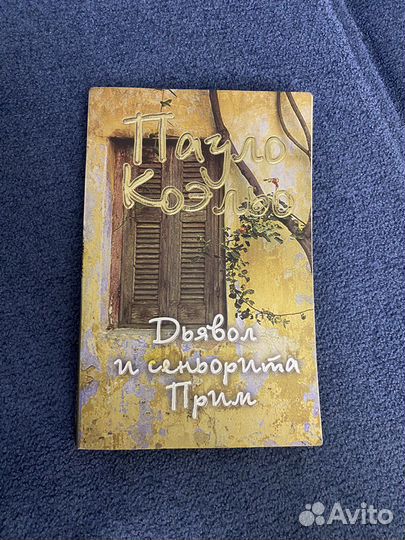 Пауло
Коэльо
Дьявол
и сеньорита
Прим
Avito